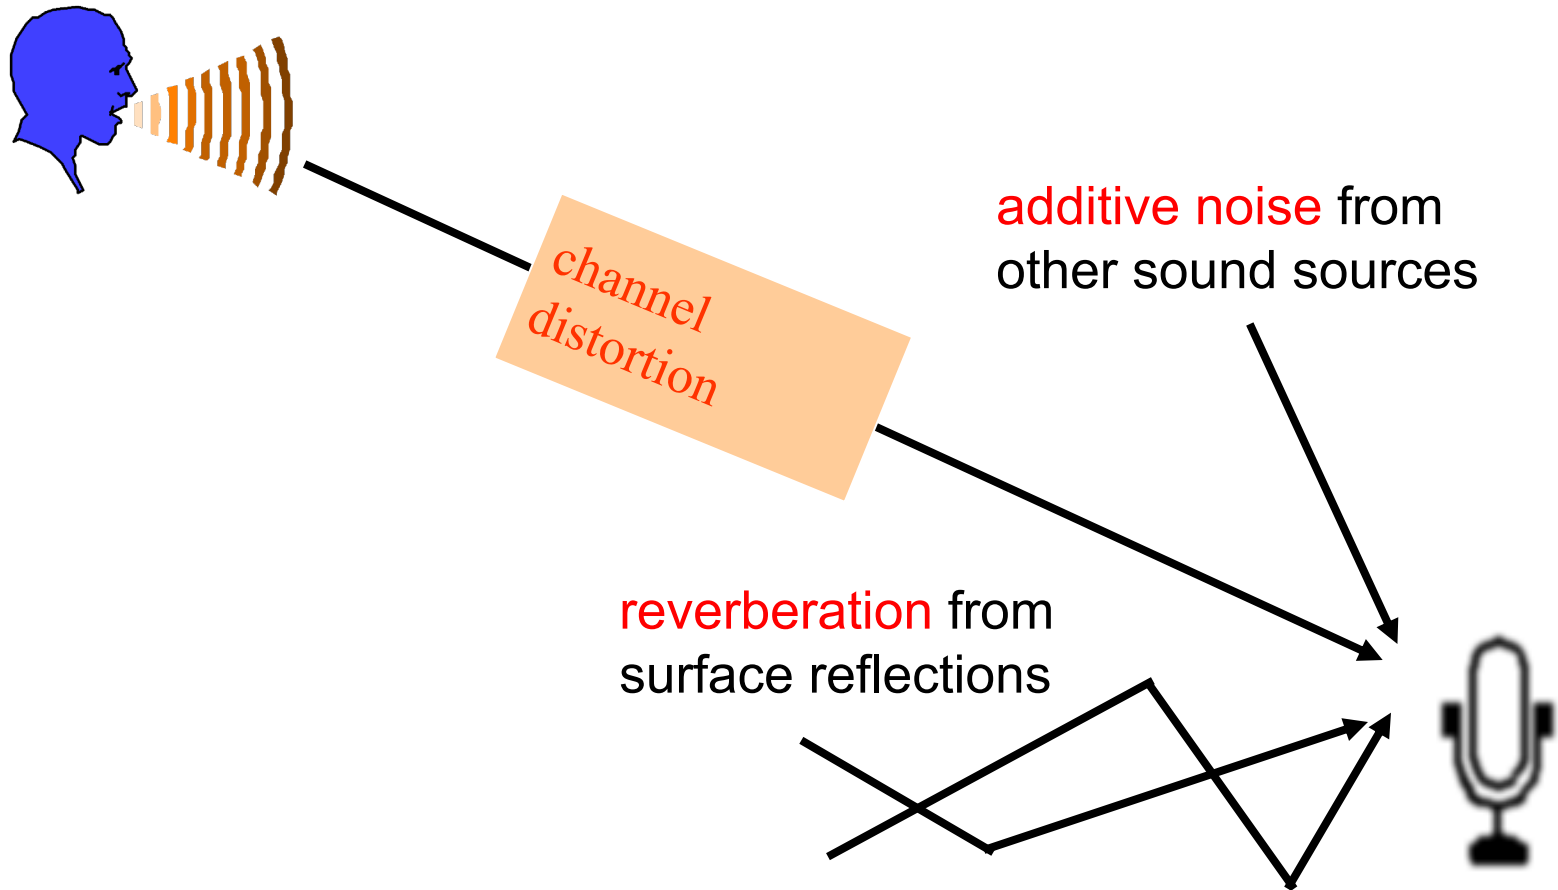 channel
distortion
additive noise from
other sound sources
reverberation from
surface reflections